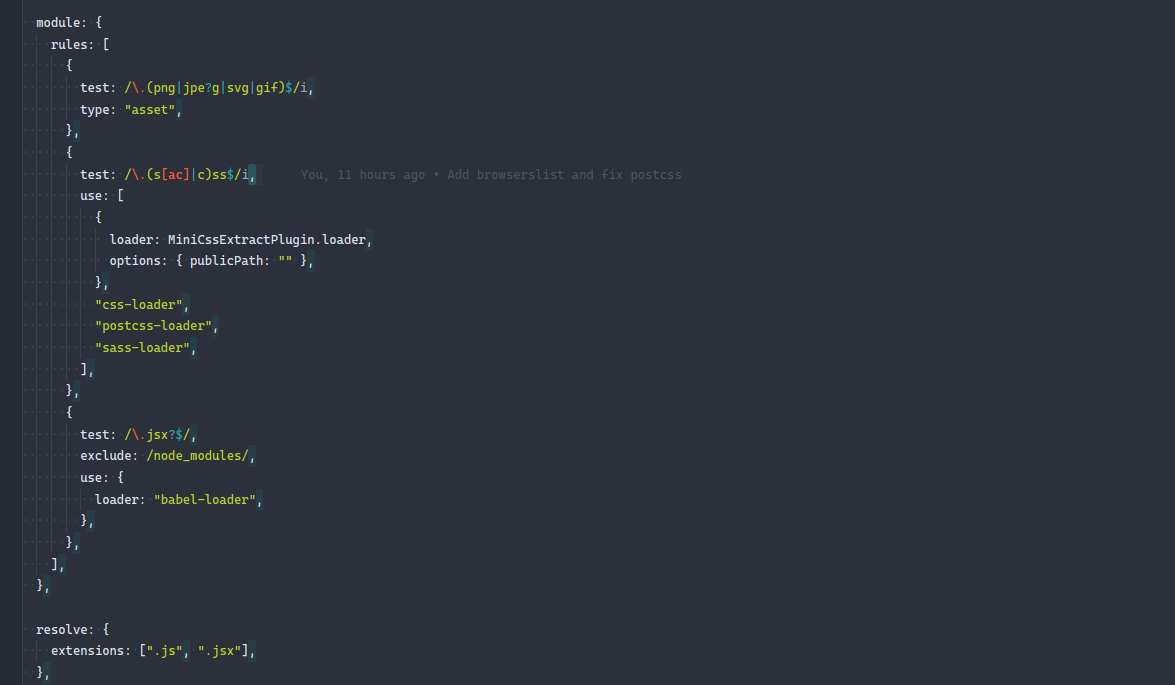 module: {
rules: [
{
test: /\.(png|jpe?g|svg|gif)$/i,
type: "asset",
},
{
test: /\.(s[ac]|c)ss$/i, You, 11 hours ago • Add browserslist and fix postcss
use: [
{
loader: MiniCssExtractPlugin.loader,
options: { publicPath: "" },
},
"css-loader",
"postcss-loader",
"sass-loader",
],
},
{
test: /\.jsx?$/,
exclude: /node_modules/,
use: {
loader: "babel-loader",
},
},
],
},
resolve: {
extensions: [".js", ".jsx"],
},